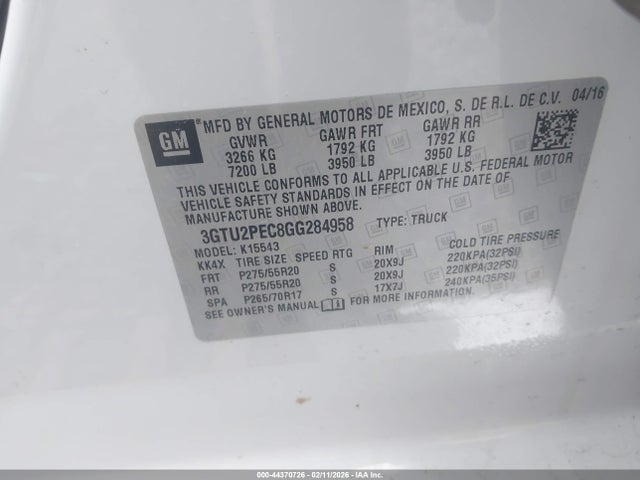 GM
® MFD BY GENERAL MOTORS DE MEXICO, S. DE R.L. DE C.V. 04/16
GVWR GAWR FRT GAWR RR
3266 KG 1792 KG 1792 KG
7200 LB 3950 LB 3950 LB
THIS VEHICLE CONFORMS TO ALL APPLICABLE U.S. FEDERAL MOTOR
VEHICLE SAFETY STANDARDS IN EFFECT ON THE DATE OF
MANUFACTURE SHOWN ABOVE.
3GTU2PEC8GG284958 TYPE: TRUCK
MODEL: K15543
KK4X TIRE SIZE SPEED RTG RIM COLD TIRE PRESSURE
FRT P275/55R20 S 20X9J 220KPA(32PSI)
RR P275/55R20 S 20X9J 220KPA(32PSI)
SPA P265/70R17 S 17X7J 240KPA(35PSI)
SEE OWNER'S MANUAL FOR MORE INFORMATION.
000-44370726 - 02/11/2026 - IAA Inc.